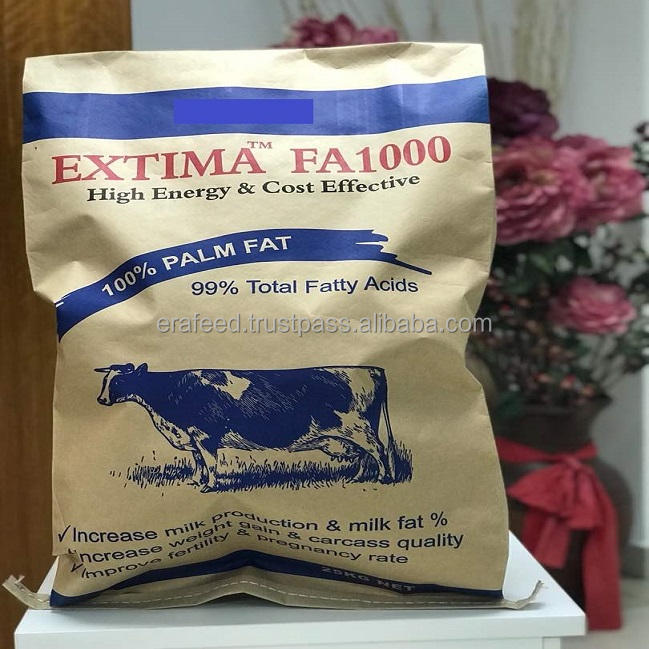 EXTIMA™ FA1000
High Energy & Cost Effective
100% PALM FAT
99% Total Fatty Acids
erafeed.trustpass.alibaba.com
✓Increase milk production & milk fat %
✓Increase weight gain & carcass quality
✓Improve fertility & pregnancy rate
25KG NET